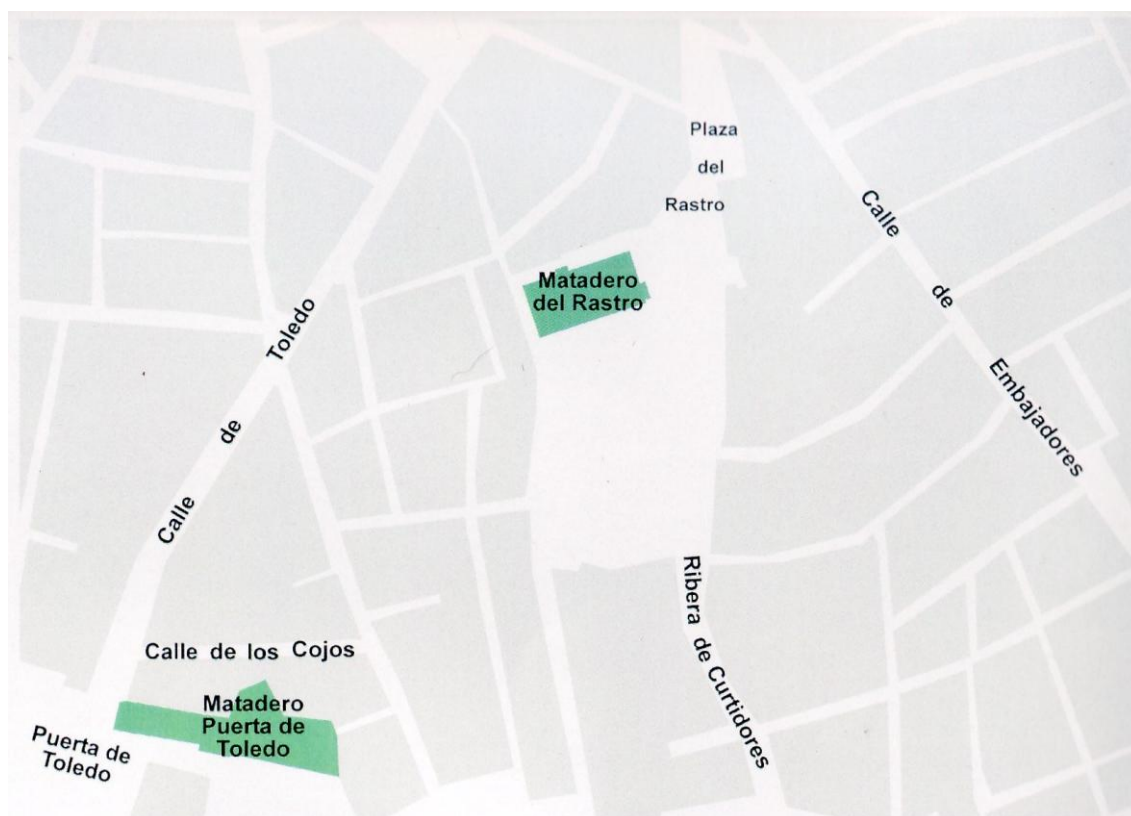 Plaza
del
Rastro
Calle de Embajadores
Matadero
del Rastro
Calle de Toledo
Ribera de Curtidores
Calle de los Cojos
Matadero
Puerta de
Toledo
Puerta de
Toledo